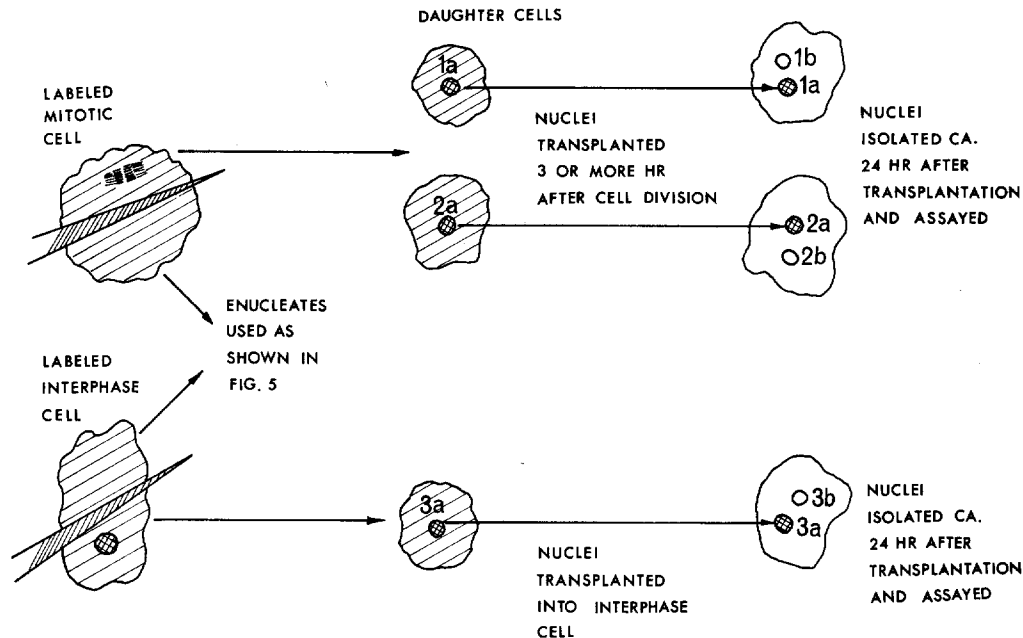 DAUGHTER CELLS
LABELED
MITOTIC
CELL
1a
1b
1a
NUCLEI
TRANSPLANTED
3 OR MORE HR
AFTER CELL DIVISION
NUCLEI
ISOLATED CA.
24 HR AFTER
TRANSPLANTATION
AND ASSAYED
2a
2a
2b
ENUCLEATES
USED AS
SHOWN IN
FIG. 5
LABELED
INTERPHASE
CELL
3a
3b
3a
NUCLEI
TRANSPLANTED
INTO INTERPHASE
CELL
NUCLEI
ISOLATED CA.
24 HR AFTER
TRANSPLANTATION
AND ASSAYED